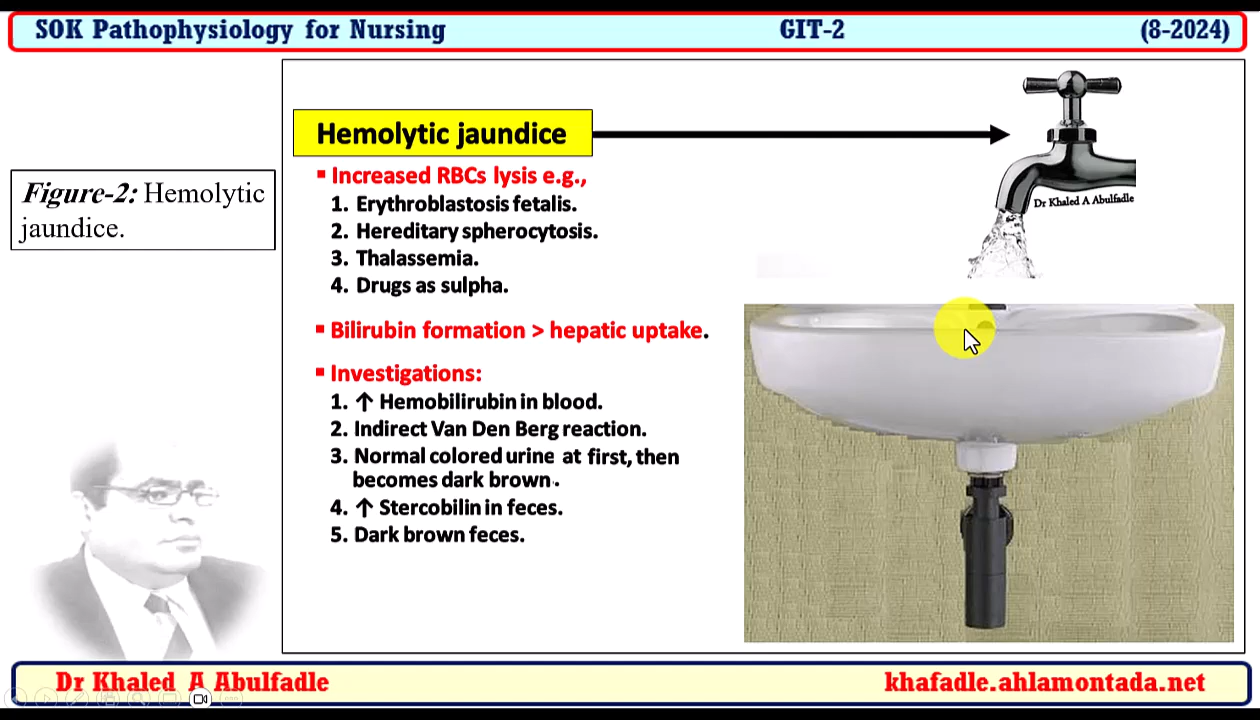 SOK Pathophysiology for Nursing GIT-2 (8-2024)
Figure-2: Hemolytic
jaundice.
Hemolytic jaundice
▪ Increased RBCs lysis e.g.,
1. Erythroblastosis fetalis.
2. Hereditary spherocytosis.
3. Thalassemia.
4. Drugs as sulpha.
▪ Bilirubin formation > hepatic uptake.
▪ Investigations:
1. ↑ Hemobilirubin in blood.
2. Indirect Van Den Berg reaction.
3. Normal colored urine at first, then
becomes dark brown.
4. ↑ Stercobilin in feces.
5. Dark brown feces.
Dr Khaled A Abulfadle
Dr Khaled A Abulfadle khafadle.ahlamontada.net